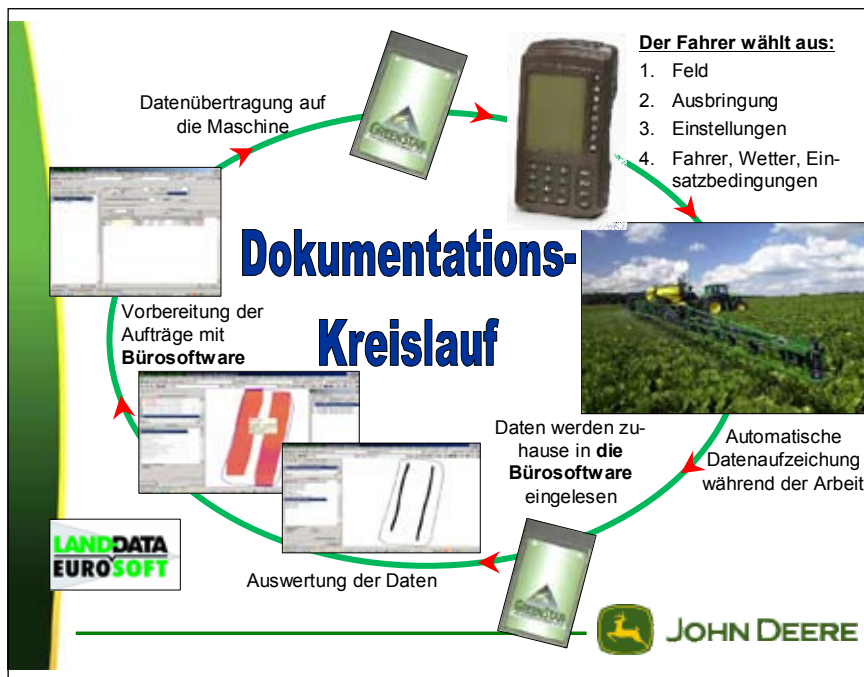 Der Fahrer wählt aus:
1. Feld
2. Ausbringung
3. Einstellungen
4. Fahrer, Wetter, Ein-
satzbedingungen
Datenübertragung auf
die Maschine
GREENSTAR
Dokumentations-
Kreislauf
Vorbereitung der
Aufträge mit
Bürosoftware
Daten werden zu-
hause in die
Bürosoftware
eingelesen
Automatische
Datenaufzeichung
während der Arbeit
Auswertung der Daten
GREENSTAR
LANDDATA
EUROSOFT
JOHN DEERE